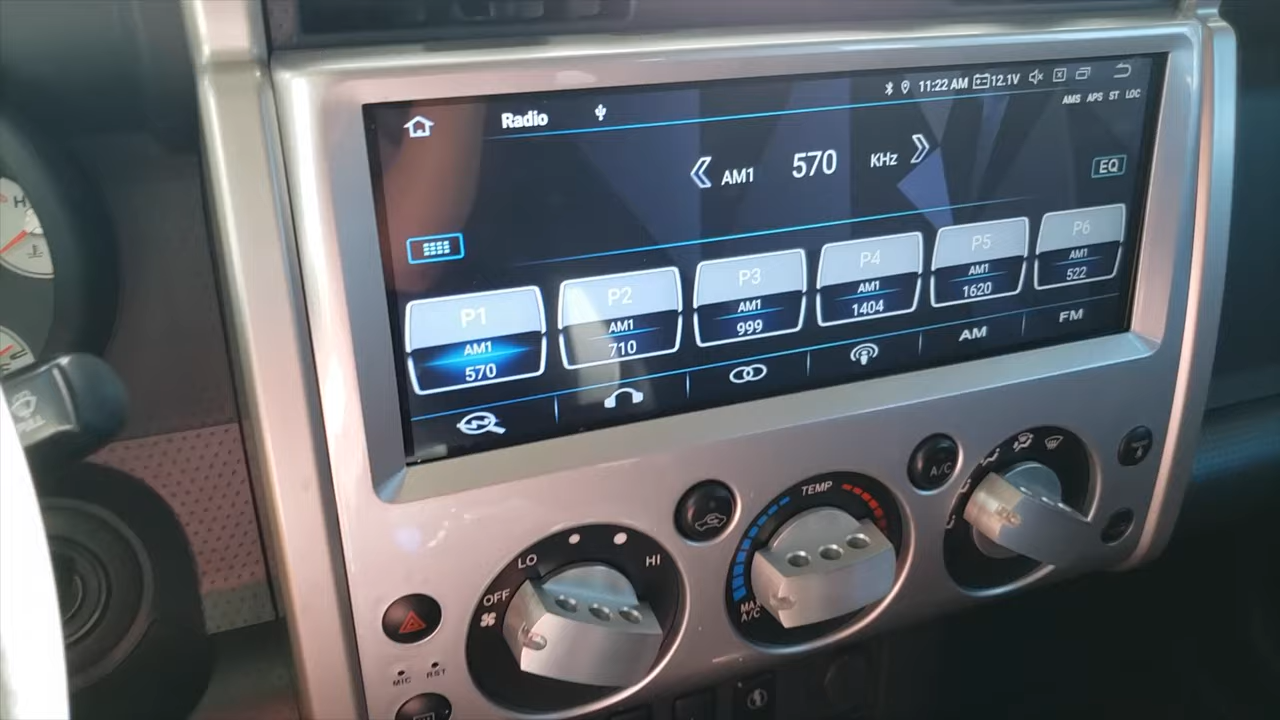 11:22 AM 12.1V
Radio
AMS APS ST LOC
AM1 570 KHz
EQ
P1 P2 P3 P4 P5 P6
AM1 AM1 AM1 AM1 AM1 AM1
570 710 999 1404 1620 522
AM FM
A/C
TEMP
LO HI
OFF
MAX
A/C
MIC RST
H